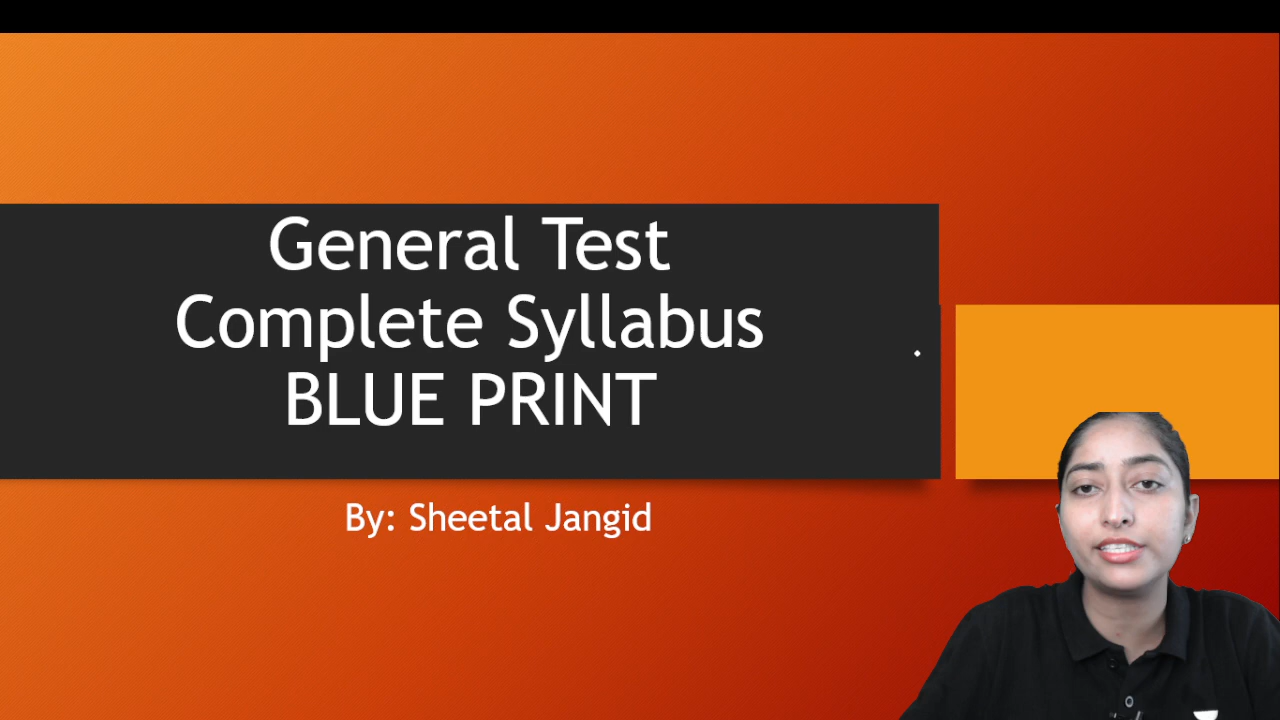 General Test
Complete Syllabus
BLUE PRINT
By: Sheetal Jangid